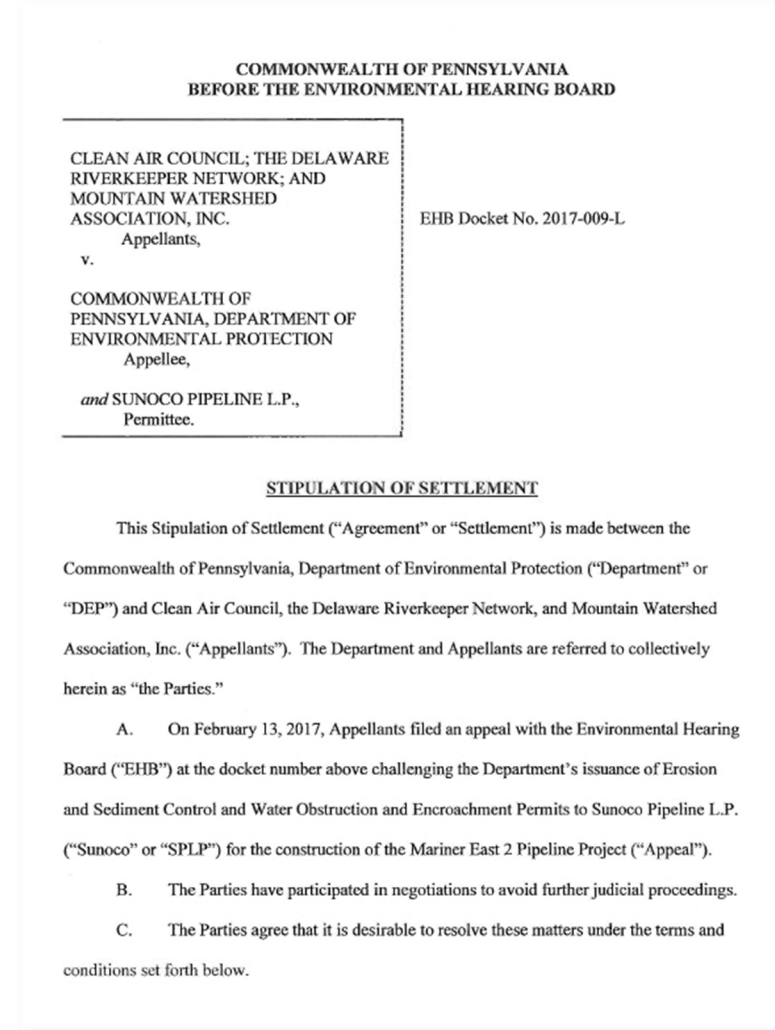 COMMONWEALTH OF PENNSYLVANIA
BEFORE THE ENVIRONMENTAL HEARING BOARD
CLEAN AIR COUNCIL; THE DELAWARE
RIVERKEEPER NETWORK; AND
MOUNTAIN WATERSHED
ASSOCIATION, INC.
Appellants,
v.
COMMONWEALTH OF
PENNSYLVANIA, DEPARTMENT OF
ENVIRONMENTAL PROTECTION
Appellee,
and SUNOCO PIPELINE L.P.,
Permittee.
EHB Docket No. 2017-009-L
STIPULATION OF SETTLEMENT
This Stipulation of Settlement (“Agreement” or “Settlement”) is made between the
Commonwealth of Pennsylvania, Department of Environmental Protection (“Department” or
“DEP”) and Clean Air Council, the Delaware Riverkeeper Network, and Mountain Watershed
Association, Inc. (“Appellants”). The Department and Appellants are referred to collectively
herein as “the Parties.”
A. On February 13, 2017, Appellants filed an appeal with the Environmental Hearing
Board (“EHB”) at the docket number above challenging the Department’s issuance of Erosion
and Sediment Control and Water Obstruction and Encroachment Permits to Sunoco Pipeline L.P.
(“Sunoco” or “SPLP”) for the construction of the Mariner East 2 Pipeline Project (“Appeal”).
B. The Parties have participated in negotiations to avoid further judicial proceedings.
C. The Parties agree that it is desirable to resolve these matters under the terms and
conditions set forth below.